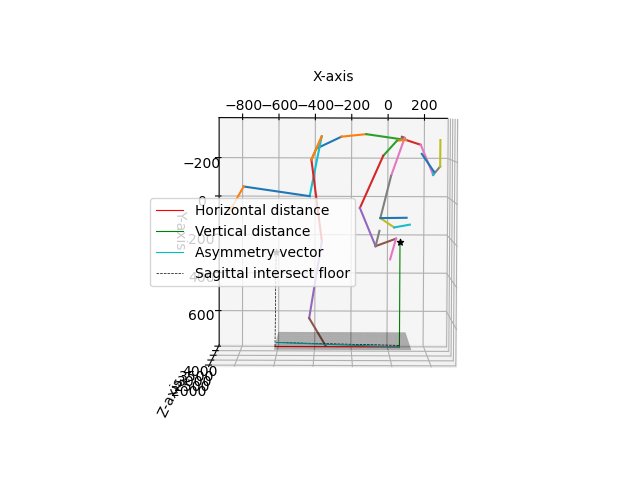 X-axis
−800 −600 −400 −200 0 200
−200
0
Horizontal distance
Vertical distance
Y-axis
200
Asymmetry vector
Sagittal intersect floor
400
600
4000
Z-axis